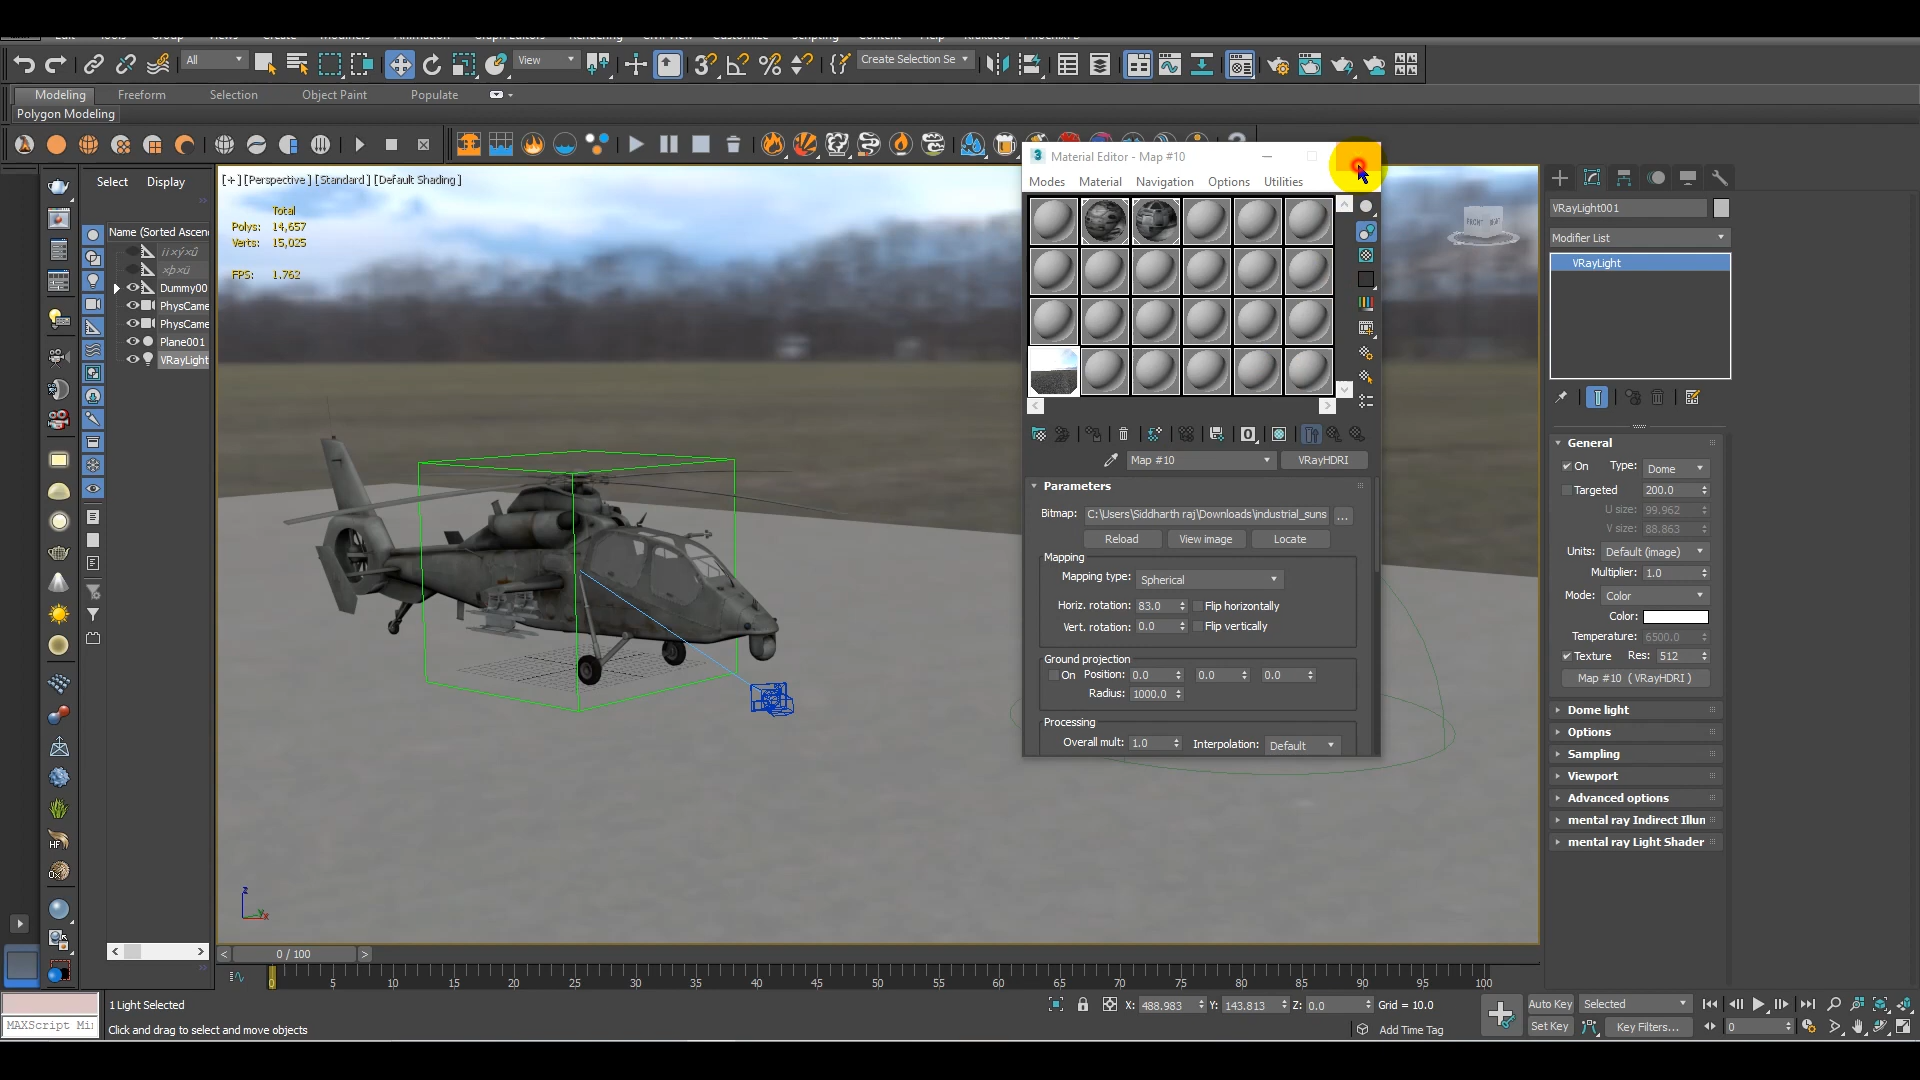 All
View
Create Selection Se
Modeling
Freeform
Selection
Object Paint
Populate
Polygon Modeling
Select
Display
Name (Sorted Ascen
Dummy00
PhysCame
PhysCame
Plane001
VRayLight
[+] [Perspective ] [Standard ] [Default Shading ]
Total
Polys: 14,657
Verts: 15,025
FPS: 1.762
Material Editor - Map #10
Modes
Material
Navigation
Options
Utilities
Map #10
VRayHDRI
Parameters
Bitmap:
C:\Users\Siddharth raj\Downloads\industrial_suns
...
Reload
View image
Locate
Mapping
Mapping type:
Spherical
Horiz. rotation: 83.0
Flip horizontally
Vert. rotation: 0.0
Flip vertically
Ground projection
On
Position: 0.0
0.0
0.0
Radius: 1000.0
Processing
Overall mult: 1.0
Interpolation: Default
VRayLight001
Modifier List
VRayLight
General
On
Type: Dome
Targeted
200.0
U size: 99.962
V size: 88.863
Units: Default (image)
Multiplier: 1.0
Mode: Color
Color:
Temperature: 6500.0
Texture
Res: 512
Map #10 ( VRayHDRI )
Dome light
Options
Sampling
Viewport
Advanced options
mental ray Indirect Illun
mental ray Light Shader
0 / 100
0 5 10 15 20 25 30 35 40 45 50 55 60 65 70 75 80 85 90 95 100
MAXScript Mi
1 Light Selected
Click and drag to select and move objects
X: 488.983
Y: 143.813
Z: 0.0
Grid = 10.0
Add Time Tag
Auto Key
Selected
Set Key
Key Filters...
0